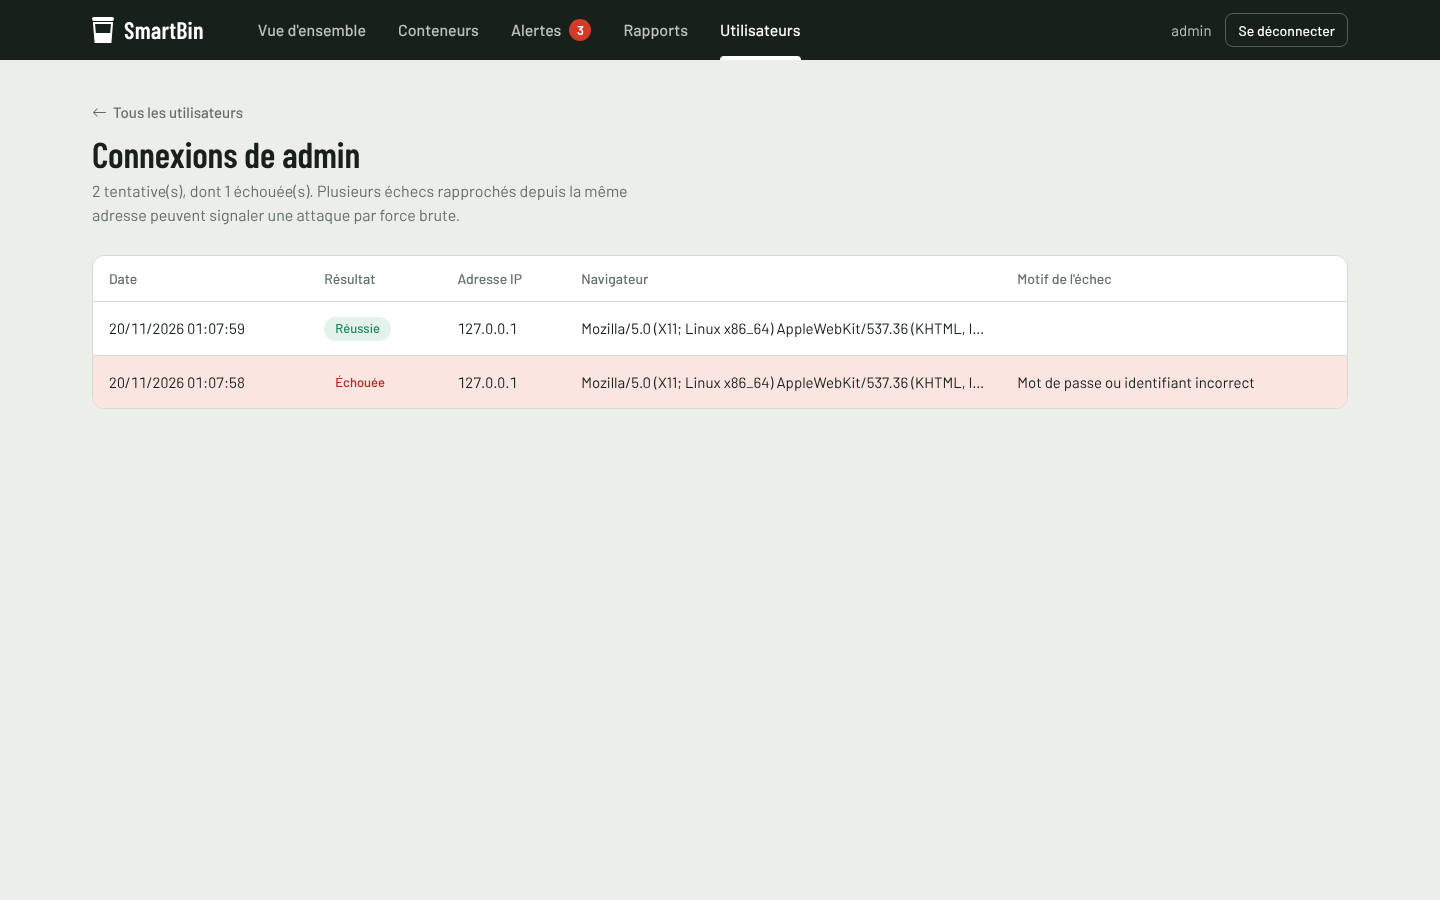 SmartBin
Vue d'ensemble
Conteneurs
Alertes 3
Rapports
Utilisateurs
admin
Se déconnecter
← Tous les utilisateurs
Connexions de admin
2 tentative(s), dont 1 échouée(s). Plusieurs échecs rapprochés depuis la même
adresse peuvent signaler une attaque par force brute.
Date Résultat Adresse IP Navigateur Motif de l'échec
20/11/2026 01:07:59 Réussie 127.0.0.1 Mozilla/5.0 (X11; Linux x86_64) AppleWebKit/537.36 (KHTML, l...
20/11/2026 01:07:58 Échouée 127.0.0.1 Mozilla/5.0 (X11; Linux x86_64) AppleWebKit/537.36 (KHTML, l... Mot de passe ou identifiant incorrect